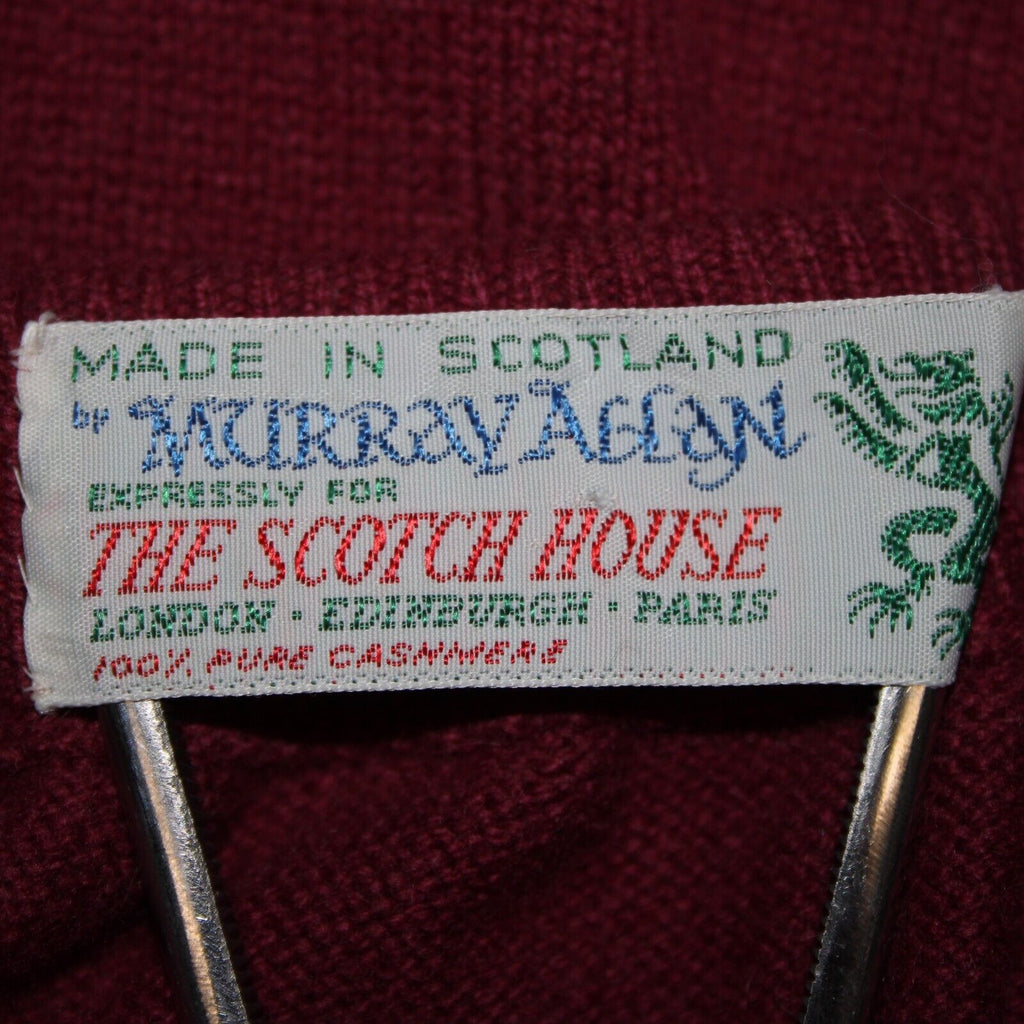 MADE IN SCOTLAND
by MURRAY ALLAN
EXPRESSLY FOR
THE SCOTCH HOUSE
LONDON · EDINBURGH · PARIS
100% PURE CASHMERE